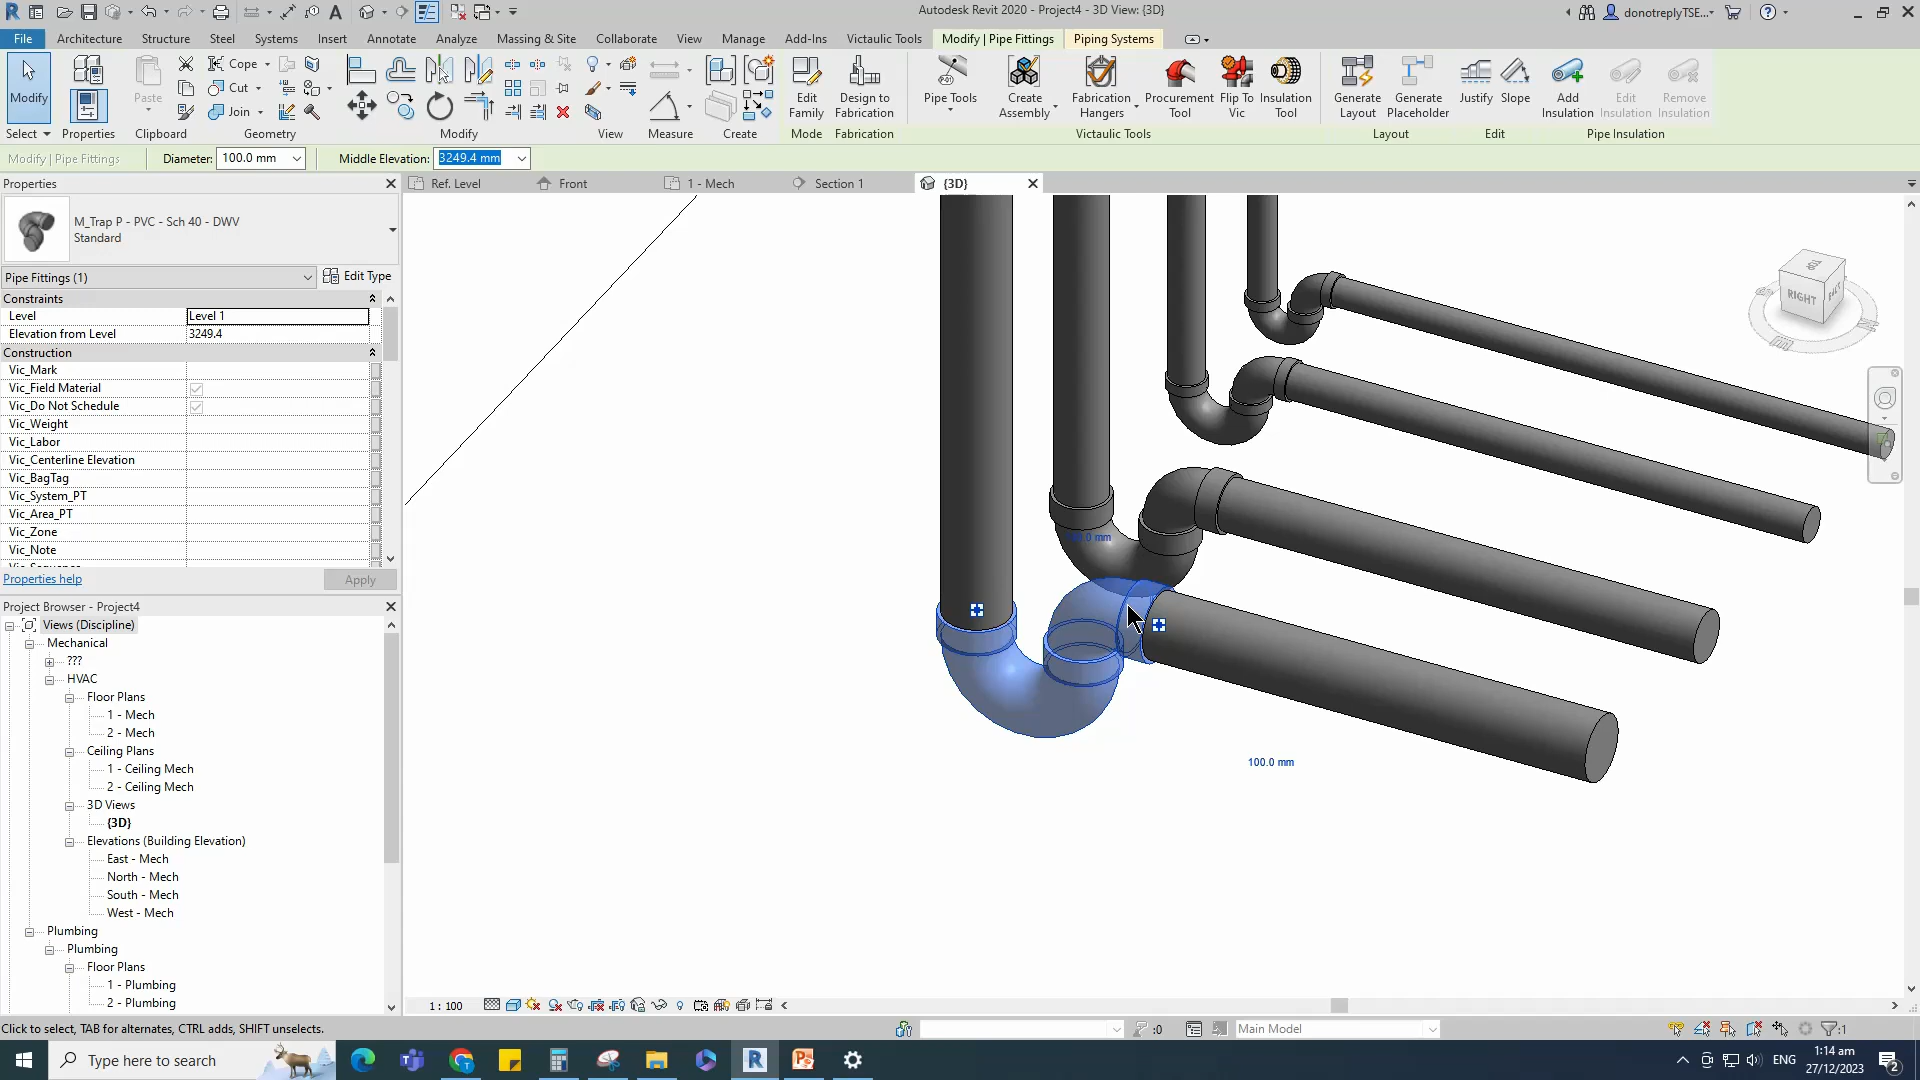 Autodesk Revit 2020 - Project4 - 3D View: {3D}
donotreplyTSE...
File
Architecture
Structure
Steel
Systems
Insert
Annotate
Analyze
Massing & Site
Collaborate
View
Manage
Add-Ins
Victaulic Tools
Modify | Pipe Fittings
Piping Systems
Modify
Paste
Cope
Cut
Join
Edit Family
Design to Fabrication
Pipe Tools
Create Assembly
Fabrication Hangers
Procurement Tool
Flip To Vic
Insulation Tool
Generate Layout
Generate Placeholder
Justify
Slope
Add Insulation
Edit Insulation
Remove Insulation
Select
Properties
Clipboard
Geometry
Modify
View
Measure
Create
Mode
Fabrication
Victaulic Tools
Layout
Edit
Pipe Insulation
Modify | Pipe Fittings
Diameter: 100.0 mm
Middle Elevation: 3249.4 mm
Properties
Ref. Level
Front
1 - Mech
Section 1
{3D}
M_Trap P - PVC - Sch 40 - DWV
Standard
Pipe Fittings (1)
Edit Type
Constraints
Level Level 1
Elevation from Level 3249.4
Construction
Vic_Mark
Vic_Field Material
Vic_Do Not Schedule
Vic_Weight
Vic_Labor
Vic_Centerline Elevation
Vic_BagTag
Vic_System_PT
Vic_Area_PT
Vic_Zone
Vic_Note
Properties help
Apply
Project Browser - Project4
Views (Discipline)
Mechanical
???
HVAC
Floor Plans
1 - Mech
2 - Mech
Ceiling Plans
1 - Ceiling Mech
2 - Ceiling Mech
3D Views
{3D}
Elevations (Building Elevation)
East - Mech
North - Mech
South - Mech
West - Mech
Plumbing
Plumbing
Floor Plans
1 - Plumbing
2 - Plumbing
TOP
RIGHT
100.0 mm
1 : 100
Click to select, TAB for alternates, CTRL adds, SHIFT unselects.
:0
Main Model
:1
Type here to search
ENG
1:14 am
27/12/2023
2